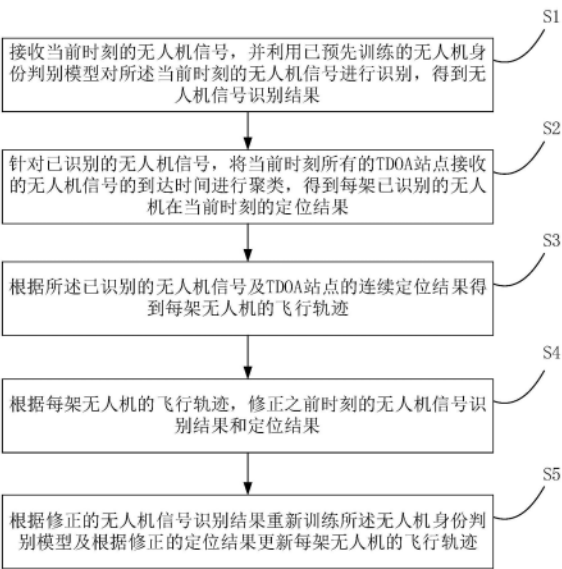 S1
接收当前时刻的无人机信号，并利用已预先训练的无人机身
份判别模型对所述当前时刻的无人机信号进行识别，得到无
人机信号识别结果
S2
针对已识别的无人机信号，将当前时刻所有的TDOA站点接收
的无人机信号的到达时间进行聚类，得到每架已识别的无人
机在当前时刻的定位结果
S3
根据所述已识别的无人机信号及TDOA站点的连续定位结果得
到每架无人机的飞行轨迹
S4
根据每架无人机的飞行轨迹，修正之前时刻的无人机信号识
别结果和定位结果
S5
根据修正的无人机信号识别结果重新训练所述无人机身份判
别模型及根据修正的定位结果更新每架无人机的飞行轨迹